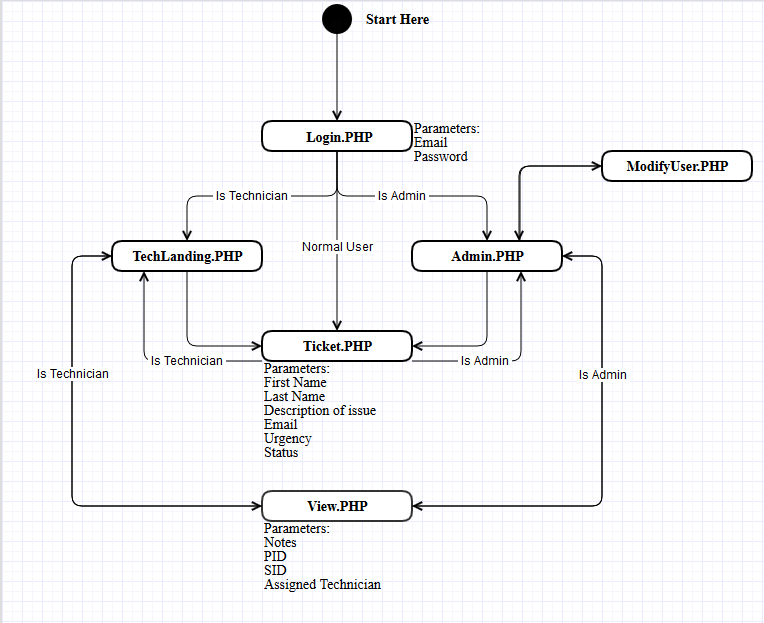 Start Here
Login.PHP
Parameters:
Email
Password
ModifyUser.PHP
Is Technician
Is Admin
Normal User
TechLanding.PHP
Admin.PHP
Ticket.PHP
Is Technician
Is Admin
Is Technician
Is Admin
Parameters:
First Name
Last Name
Description of issue
Email
Urgency
Status
View.PHP
Parameters:
Notes
PID
SID
Assigned Technician